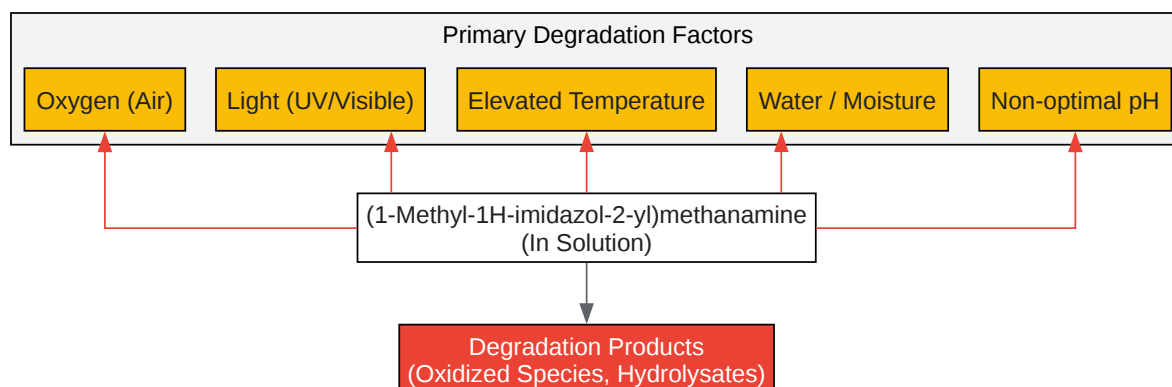 Primary Degradation Factors
Oxygen (Air)
Light (UV/Visible)
Elevated Temperature
Water / Moisture
Non-optimal pH
(1-Methyl-1H-imidazol-2-yl)methanamine
(In Solution)
Degradation Products
(Oxidized Species, Hydrolysates)